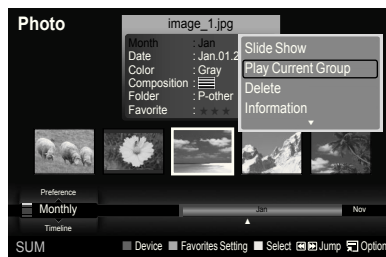 Photo
image_1.jpg
Month : Jan
Date : Jan.01.2
Color : Gray
Composition :
Folder : P-other
Favorite : ★ ★ ★
Slide Show
Play Current Group
Delete
Information
Preference
Monthly
Timeline
Jan
Nov
SUM
Device
Favorites Setting
Select
Jump
Option